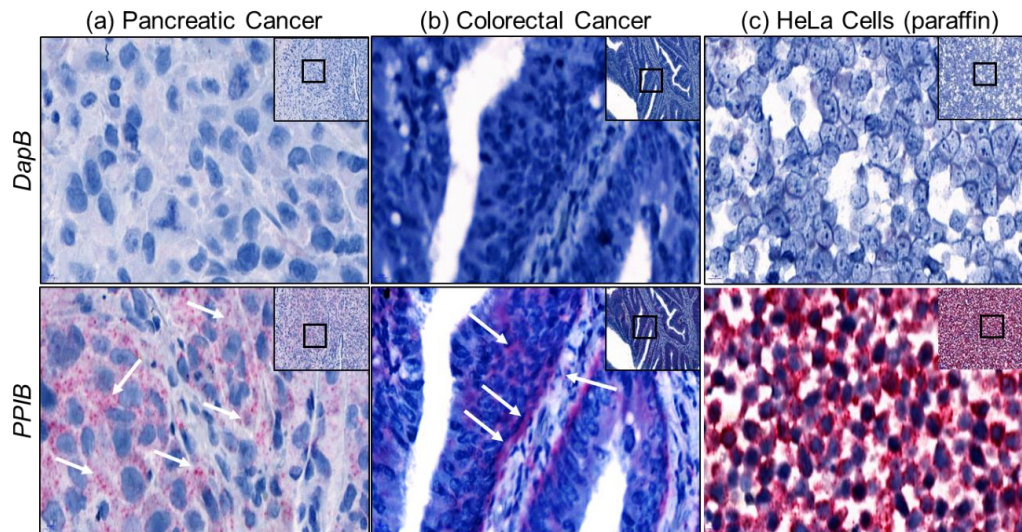 (a) Pancreatic Cancer
(b) Colorectal Cancer
(c) HeLa Cells (paraffin)
DapB
PPIB